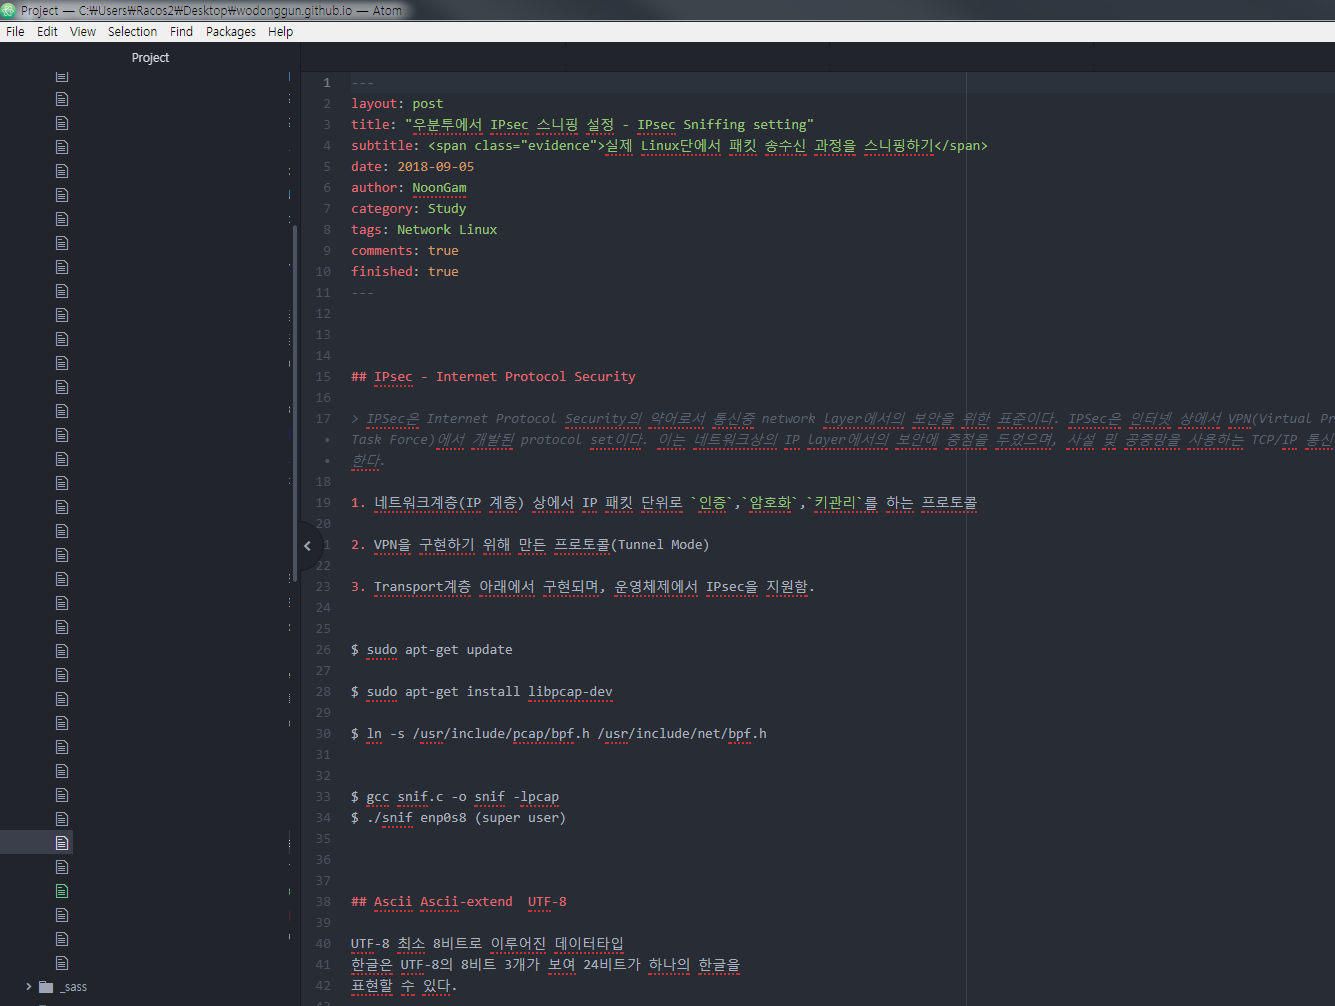 Project — C:₩Users₩Racos2₩Desktop₩wodonggun.github.io — Atom
File Edit View Selection Find Packages Help
Project
_sass
1 ---
2 layout: post
3 title: "우분투에서 IPsec 스니핑 설정 - IPsec Sniffing setting"
4 subtitle: <span class="evidence">실제 Linux단에서 패킷 송수신 과정을 스니핑하기</span>
5 date: 2018-09-05
6 author: NoonGam
7 category: Study
8 tags: Network Linux
9 comments: true
10 finished: true
11 ---
12
13
14
15 ## IPsec - Internet Protocol Security
16
17 > IPSec은 Internet Protocol Security의 약어로서 통신중 network layer에서의 보안을 위한 표준이다. IPSec은 인터넷 상에서 VPN(Virtual Pr
• Task Force)에서 개발된 protocol set이다. 이는 네트워크상의 IP layer에서의 보안에 중점을 두었으며, 사설 및 공중망을 사용하는 TCP/IP 통신
• 한다.
18
19 1. 네트워크계층(IP 계층) 상에서 IP 패킷 단위로 `인증`,`암호화`,`키관리`를 하는 프로토콜
20
1 2. VPN을 구현하기 위해 만든 프로토콜(Tunnel Mode)
22
23 3. Transport계층 아래에서 구현되며, 운영체제에서 IPsec을 지원함.
24
25
26 $ sudo apt-get update
27
28 $ sudo apt-get install libpcap-dev
29
30 $ ln -s /usr/include/pcap/bpf.h /usr/include/net/bpf.h
31
32
33 $ gcc snif.c -o snif -lpcap
34 $ ./snif enp0s8 (super user)
35
36
37
38 ## Ascii Ascii-extend  UTF-8
39
40 UTF-8 최소 8비트로 이루어진 데이터타입
41 한글은 UTF-8의 8비트 3개가 보여 24비트가 하나의 한글을
42 표현할 수 있다.